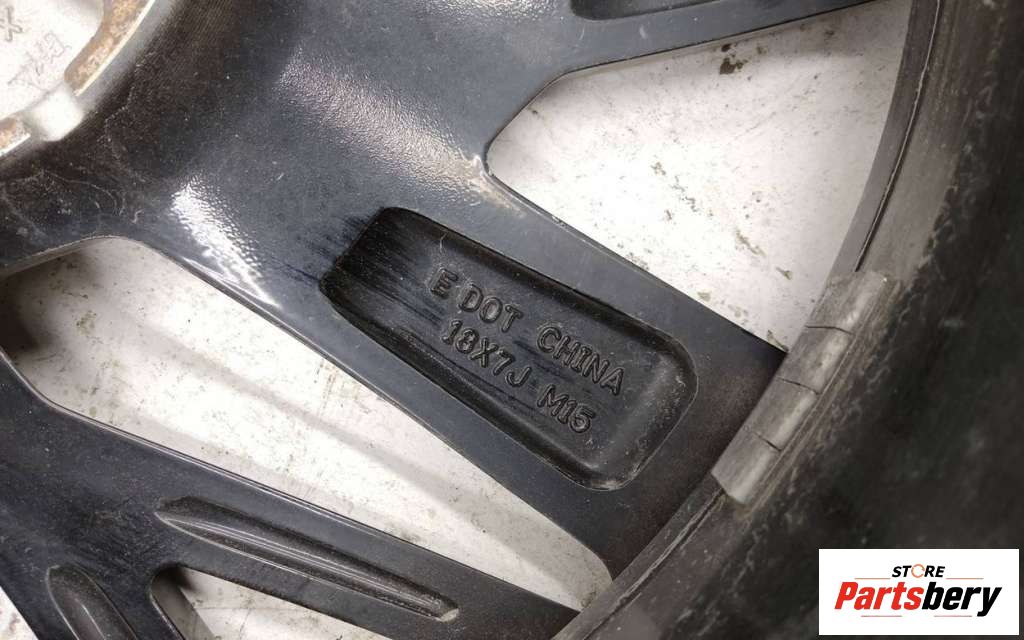 E DOT CHINA
18X7J M15
STORE
Partsbery